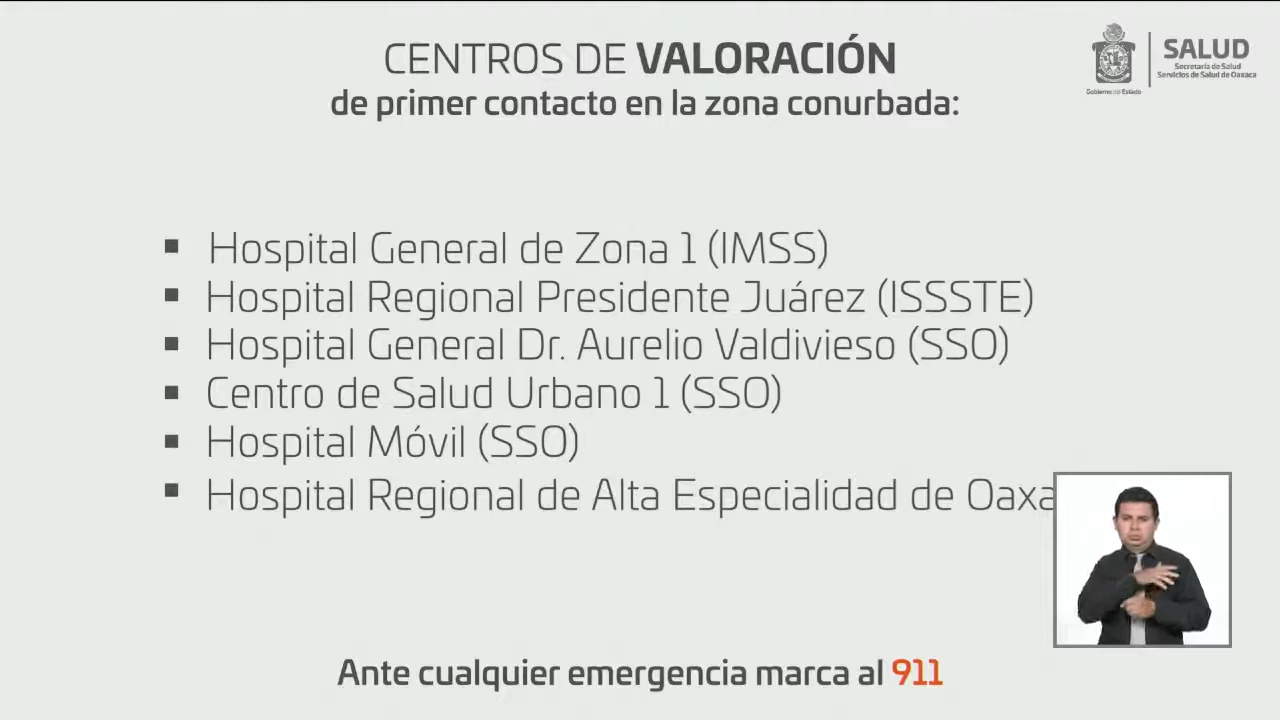 CENTROS DE VALORACIÓN
de primer contacto en la zona conurbada:
Gobierno del Estado
SALUD
Secretaría de Salud
Servicios de Salud de Oaxaca
▪ Hospital General de Zona 1 (IMSS)
▪ Hospital Regional Presidente Juárez (ISSSTE)
▪ Hospital General Dr. Aurelio Valdivieso (SSO)
▪ Centro de Salud Urbano 1 (SSO)
▪ Hospital Móvil (SSO)
▪ Hospital Regional de Alta Especialidad de Oaxa
Ante cualquier emergencia marca al 911